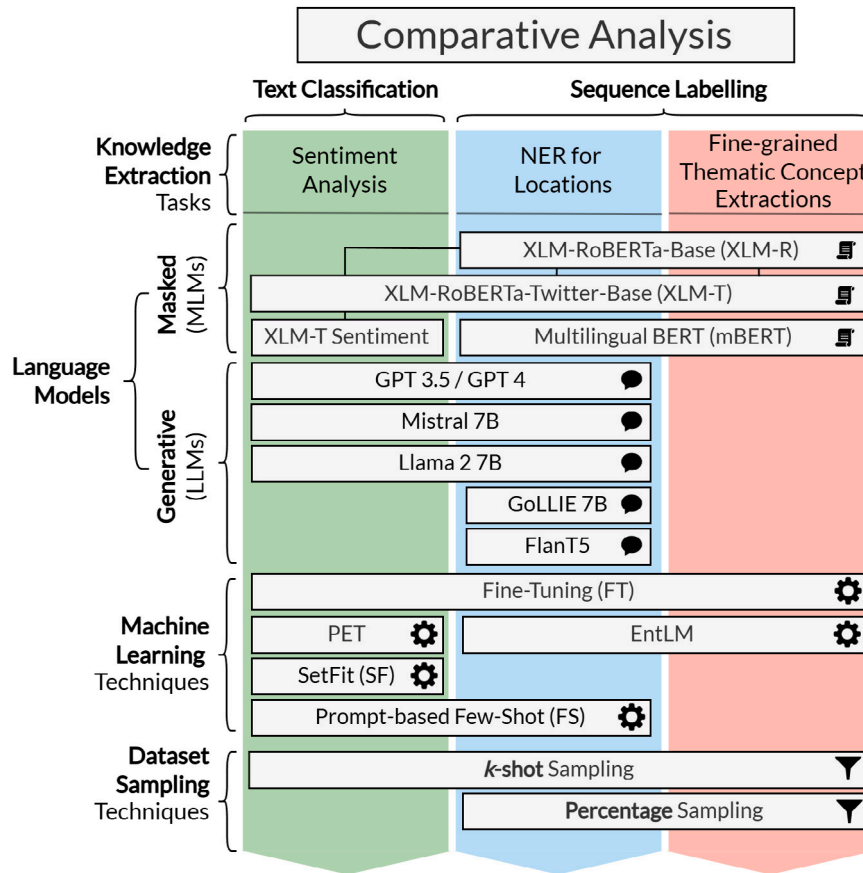 Comparative Analysis
Text Classification
Sequence Labelling
Knowledge
Extraction
Tasks
Sentiment
Analysis
NER for
Locations
Fine-grained
Thematic Concept
Extractions
Language
Models
Masked
(MLMs)
XLM-RoBERTa-Base (XLM-R)
XLM-RoBERTa-Twitter-Base (XLM-T)
XLM-T Sentiment
Multilingual BERT (mBERT)
Generative
(LLMs)
GPT 3.5 / GPT 4
Mistral 7B
Llama 2 7B
GoLLIE 7B
FlanT5
Machine
Learning
Techniques
Fine-Tuning (FT)
PET
EntLM
SetFit (SF)
Prompt-based Few-Shot (FS)
Dataset
Sampling
Techniques
k-shot Sampling
Percentage Sampling